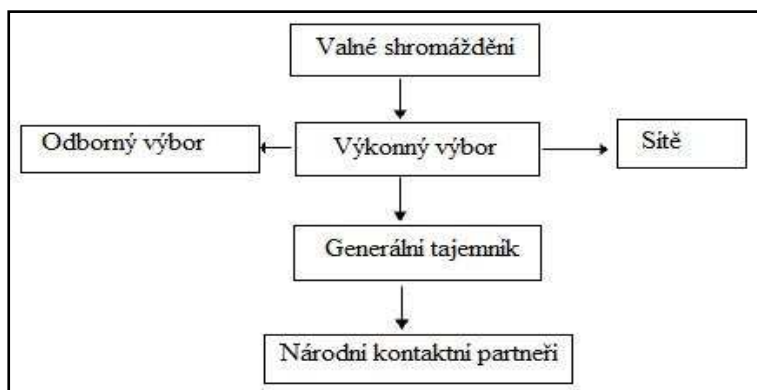 Valné shromáždění
Odborný výbor
Výkonný výbor
Sítě
Generální tajemník
Národní kontaktní partneři